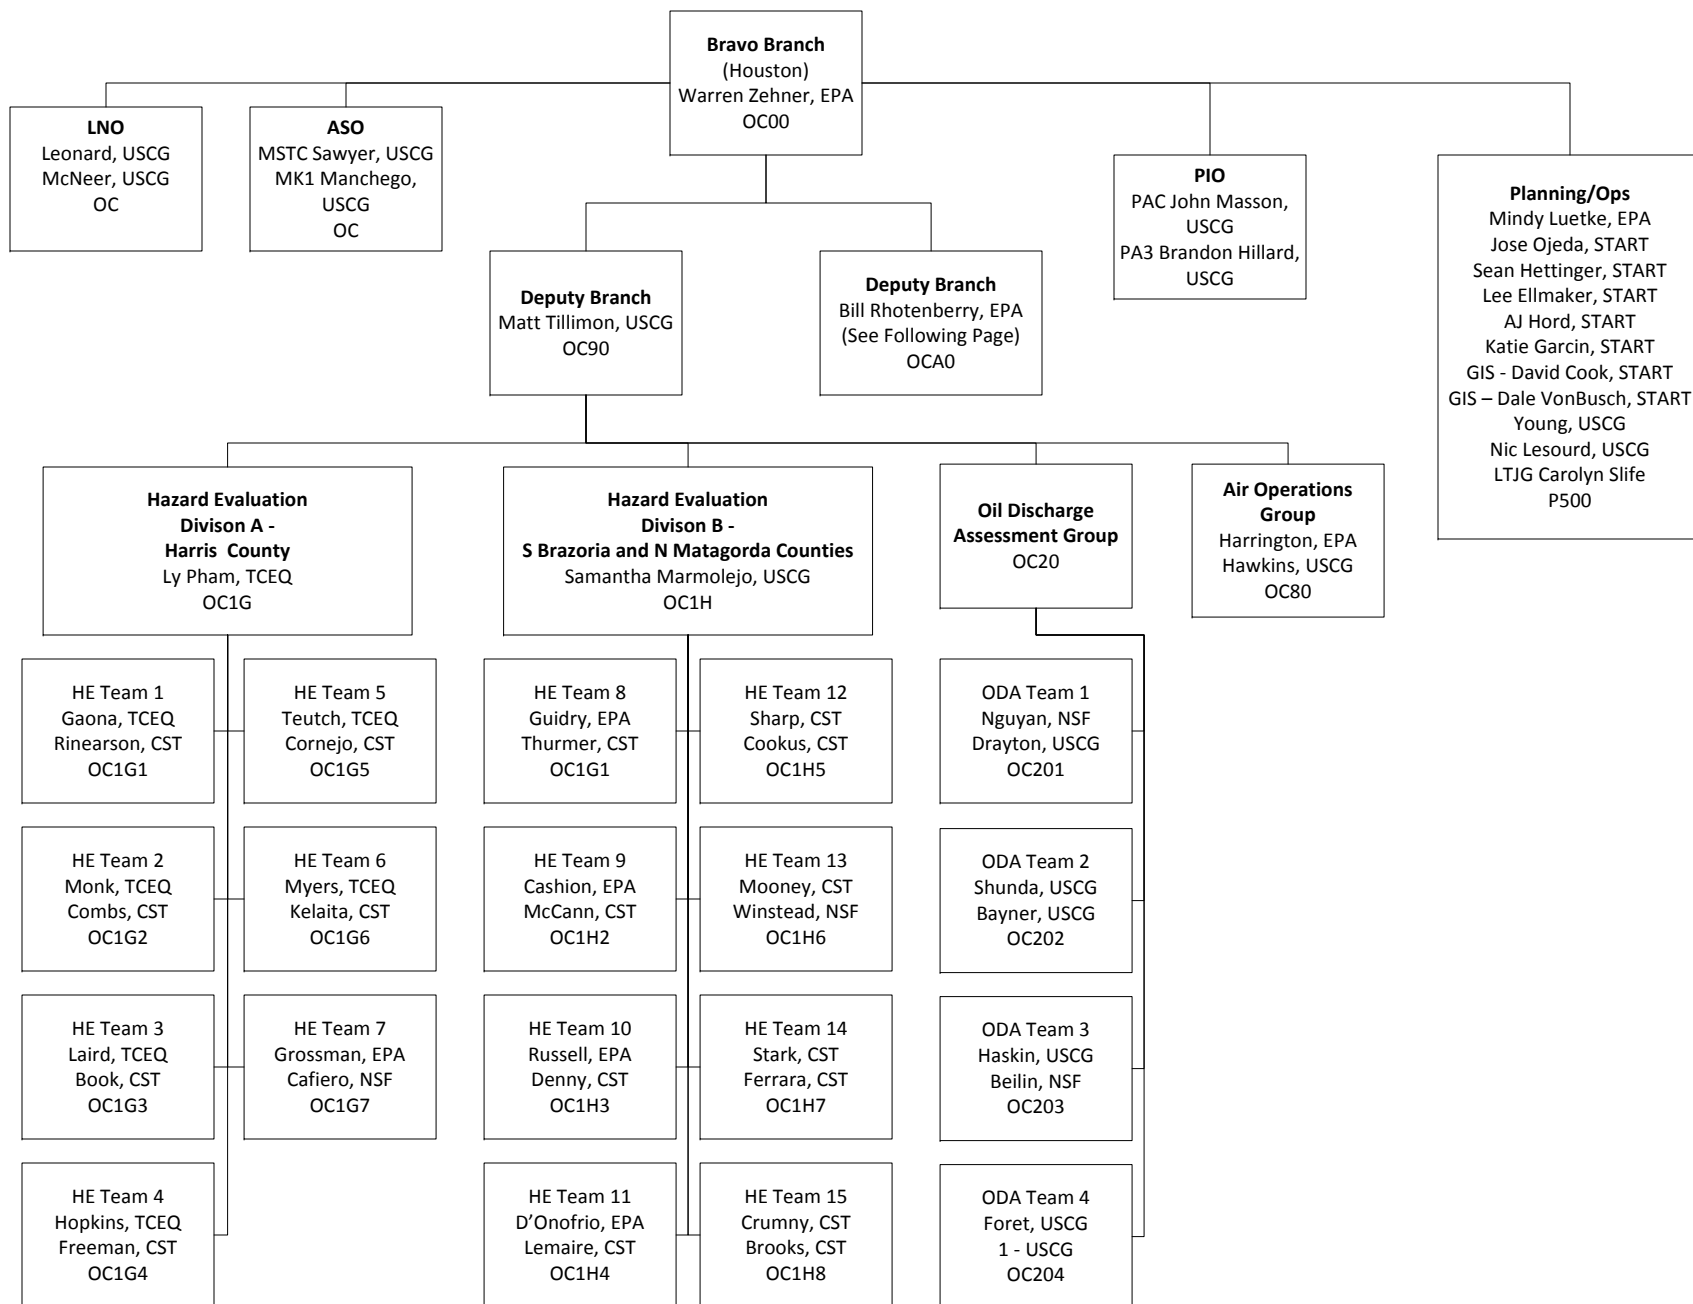 Bravo Branch
(Houston)
Warren Zehner, EPA
OC00
LNO
Leonard, USCG
McNeer, USCG
OC
ASO
MSTC Sawyer, USCG
MK1 Manchego,
USCG
OC
PIO
PAC John Masson,
USCG
PA3 Brandon Hillard,
USCG
Planning/Ops
Mindy Luetke, EPA
Jose Ojeda, START
Sean Hettinger, START
Lee Ellmaker, START
AJ Hord, START
Katie Garcin, START
GIS - David Cook, START
GIS – Dale VonBusch, START
Young, USCG
Nic Lesourd, USCG
LTJG Carolyn Slife
P500
Deputy Branch
Matt Tillimon, USCG
OC90
Deputy Branch
Bill Rhotenberry, EPA
(See Following Page)
OCA0
Hazard Evaluation
Divison A -
Harris County
Ly Pham, TCEQ
OC1G
Hazard Evaluation
Divison B -
S Brazoria and N Matagorda Counties
Samantha Marmolejo, USCG
OC1H
Oil Discharge
Assessment Group
OC20
Air Operations
Group
Harrington, EPA
Hawkins, USCG
OC80
HE Team 1
Gaona, TCEQ
Rinearson, CST
OC1G1
HE Team 5
Teutch, TCEQ
Cornejo, CST
OC1G5
HE Team 8
Guidry, EPA
Thurmer, CST
OC1G1
HE Team 12
Sharp, CST
Cookus, CST
OC1H5
ODA Team 1
Nguyan, NSF
Drayton, USCG
OC201
HE Team 2
Monk, TCEQ
Combs, CST
OC1G2
HE Team 6
Myers, TCEQ
Kelaita, CST
OC1G6
HE Team 9
Cashion, EPA
McCann, CST
OC1H2
HE Team 13
Mooney, CST
Winstead, NSF
OC1H6
ODA Team 2
Shunda, USCG
Bayner, USCG
OC202
HE Team 3
Laird, TCEQ
Book, CST
OC1G3
HE Team 7
Grossman, EPA
Cafiero, NSF
OC1G7
HE Team 10
Russell, EPA
Denny, CST
OC1H3
HE Team 14
Stark, CST
Ferrara, CST
OC1H7
ODA Team 3
Haskin, USCG
Beilin, NSF
OC203
HE Team 4
Hopkins, TCEQ
Freeman, CST
OC1G4
HE Team 11
D’Onofrio, EPA
Lemaire, CST
OC1H4
HE Team 15
Crumny, CST
Brooks, CST
OC1H8
ODA Team 4
Foret, USCG
1 - USCG
OC204